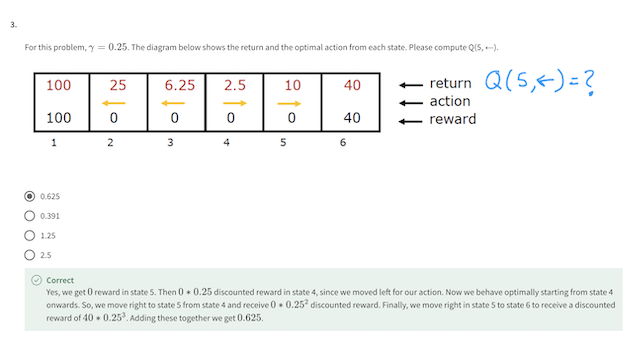 3.
For this problem, γ = 0.25. The diagram below shows the return and the optimal action from each state. Please compute Q(5, ←).
100 25 6.25 2.5 10 40 ← return Q(5,←)=?
← ← → → ← action
100 0 0 0 0 40 ← reward
1 2 3 4 5 6
0.625
0.391
1.25
2.5
Correct
Yes, we get 0 reward in state 5. Then 0 * 0.25 discounted reward in state 4, since we moved left for our action. Now we behave optimally starting from state 4
onwards. So, we move right to state 5 from state 4 and receive 0 * 0.25² discounted reward. Finally, we move right in state 5 to state 6 to receive a discounted
reward of 40 * 0.25³. Adding these together we get 0.625.